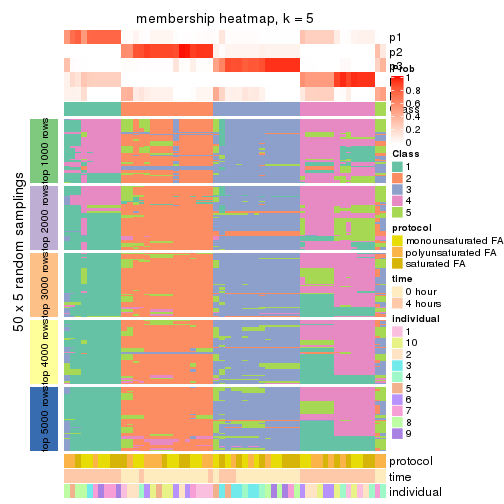 membership heatmap, k = 5
p1
p2
p3
Prob
1
0.8
0.6
0.4
0.2
0
Class
1
2
3
4
5
protocol
monounsaturated FA
polyunsaturated FA
saturated FA
time
0 hour
4 hours
individual
1
10
2
3
4
5
6
7
8
9
50 x 5 random samplings
top 1000 rows
top 2000 rows
top 3000 rows
top 4000 rows
top 5000 rows
protocol
time
individual